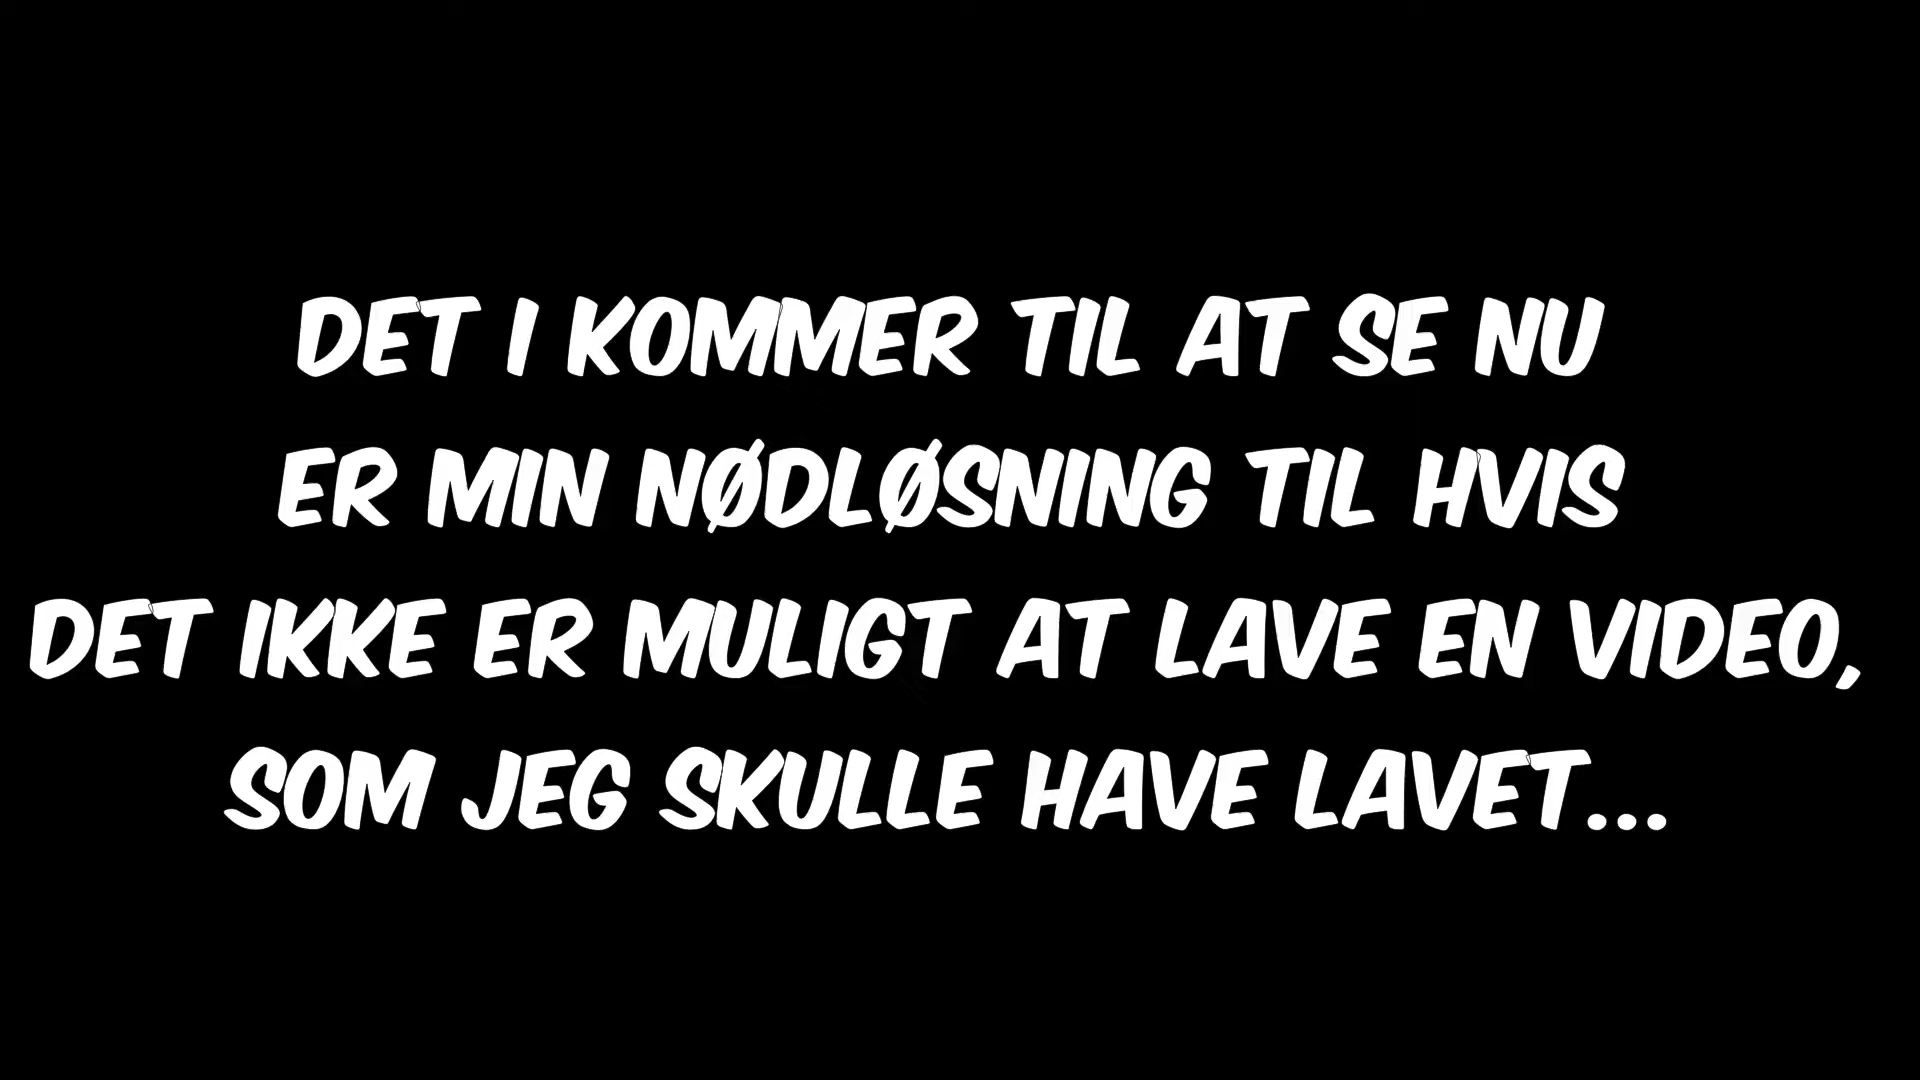 DET I KOMMER TIL AT SE NU
ER MIN NØDLØSNING TIL HVIS
DET IKKE ER MULIGT AT LAVE EN VIDEO,
SOM JEG SKULLE HAVE LAVET...